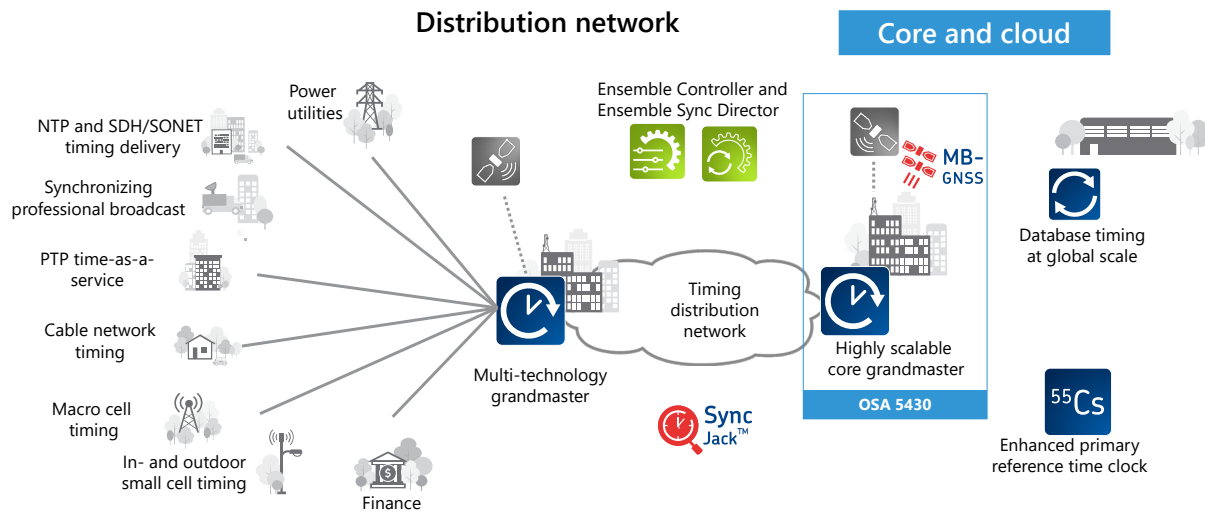 Distribution network
Core and cloud
Power
utilities
NTP and SDH/SONET
timing delivery
Synchronizing
professional broadcast
PTP time-as-a-
service
Cable network
timing
Macro cell
timing
In- and outdoor
small cell timing
Finance
Multi-technology
grandmaster
Ensemble Controller and
Ensemble Sync Director
Timing
distribution
network
Sync
Jack™
MB-
GNSS
Highly scalable
core grandmaster
OSA 5430
Database timing
at global scale
55Cs
Enhanced primary
reference time clock